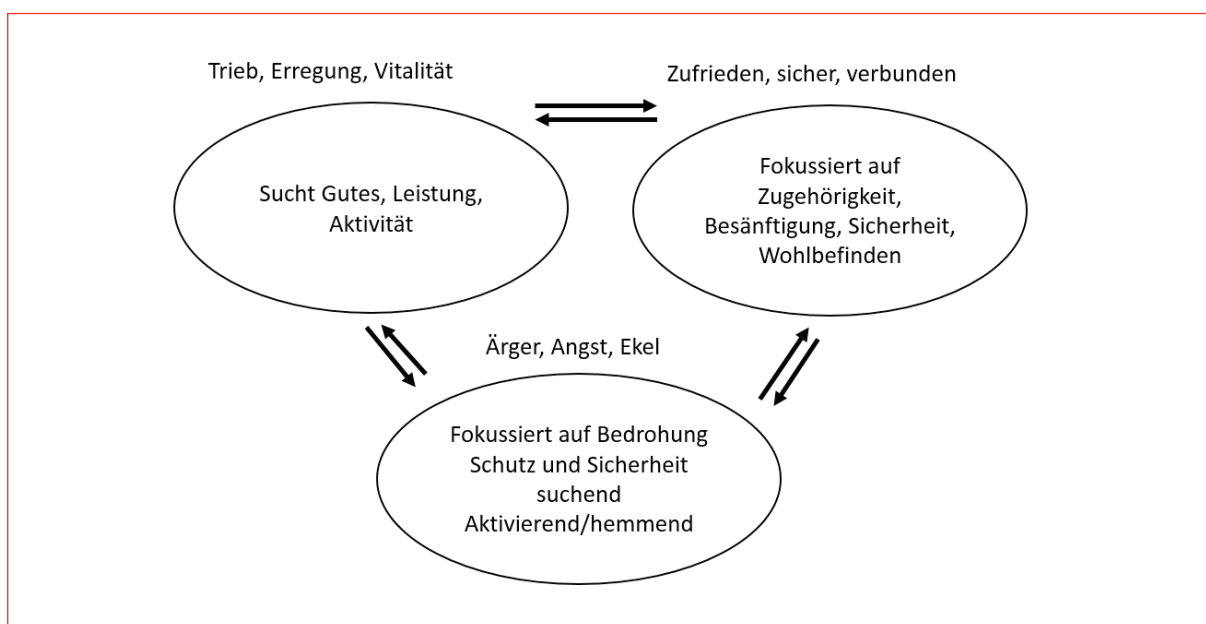 Trieb, Erregung, Vitalität
Zufrieden, sicher, verbunden
Sucht Gutes, Leistung,
Aktivität
Fokussiert auf
Zugehörigkeit,
Besänftigung, Sicherheit,
Wohlbefinden
Ärger, Angst, Ekel
Fokussiert auf Bedrohung
Schutz und Sicherheit
suchend
Aktivierend/hemmend